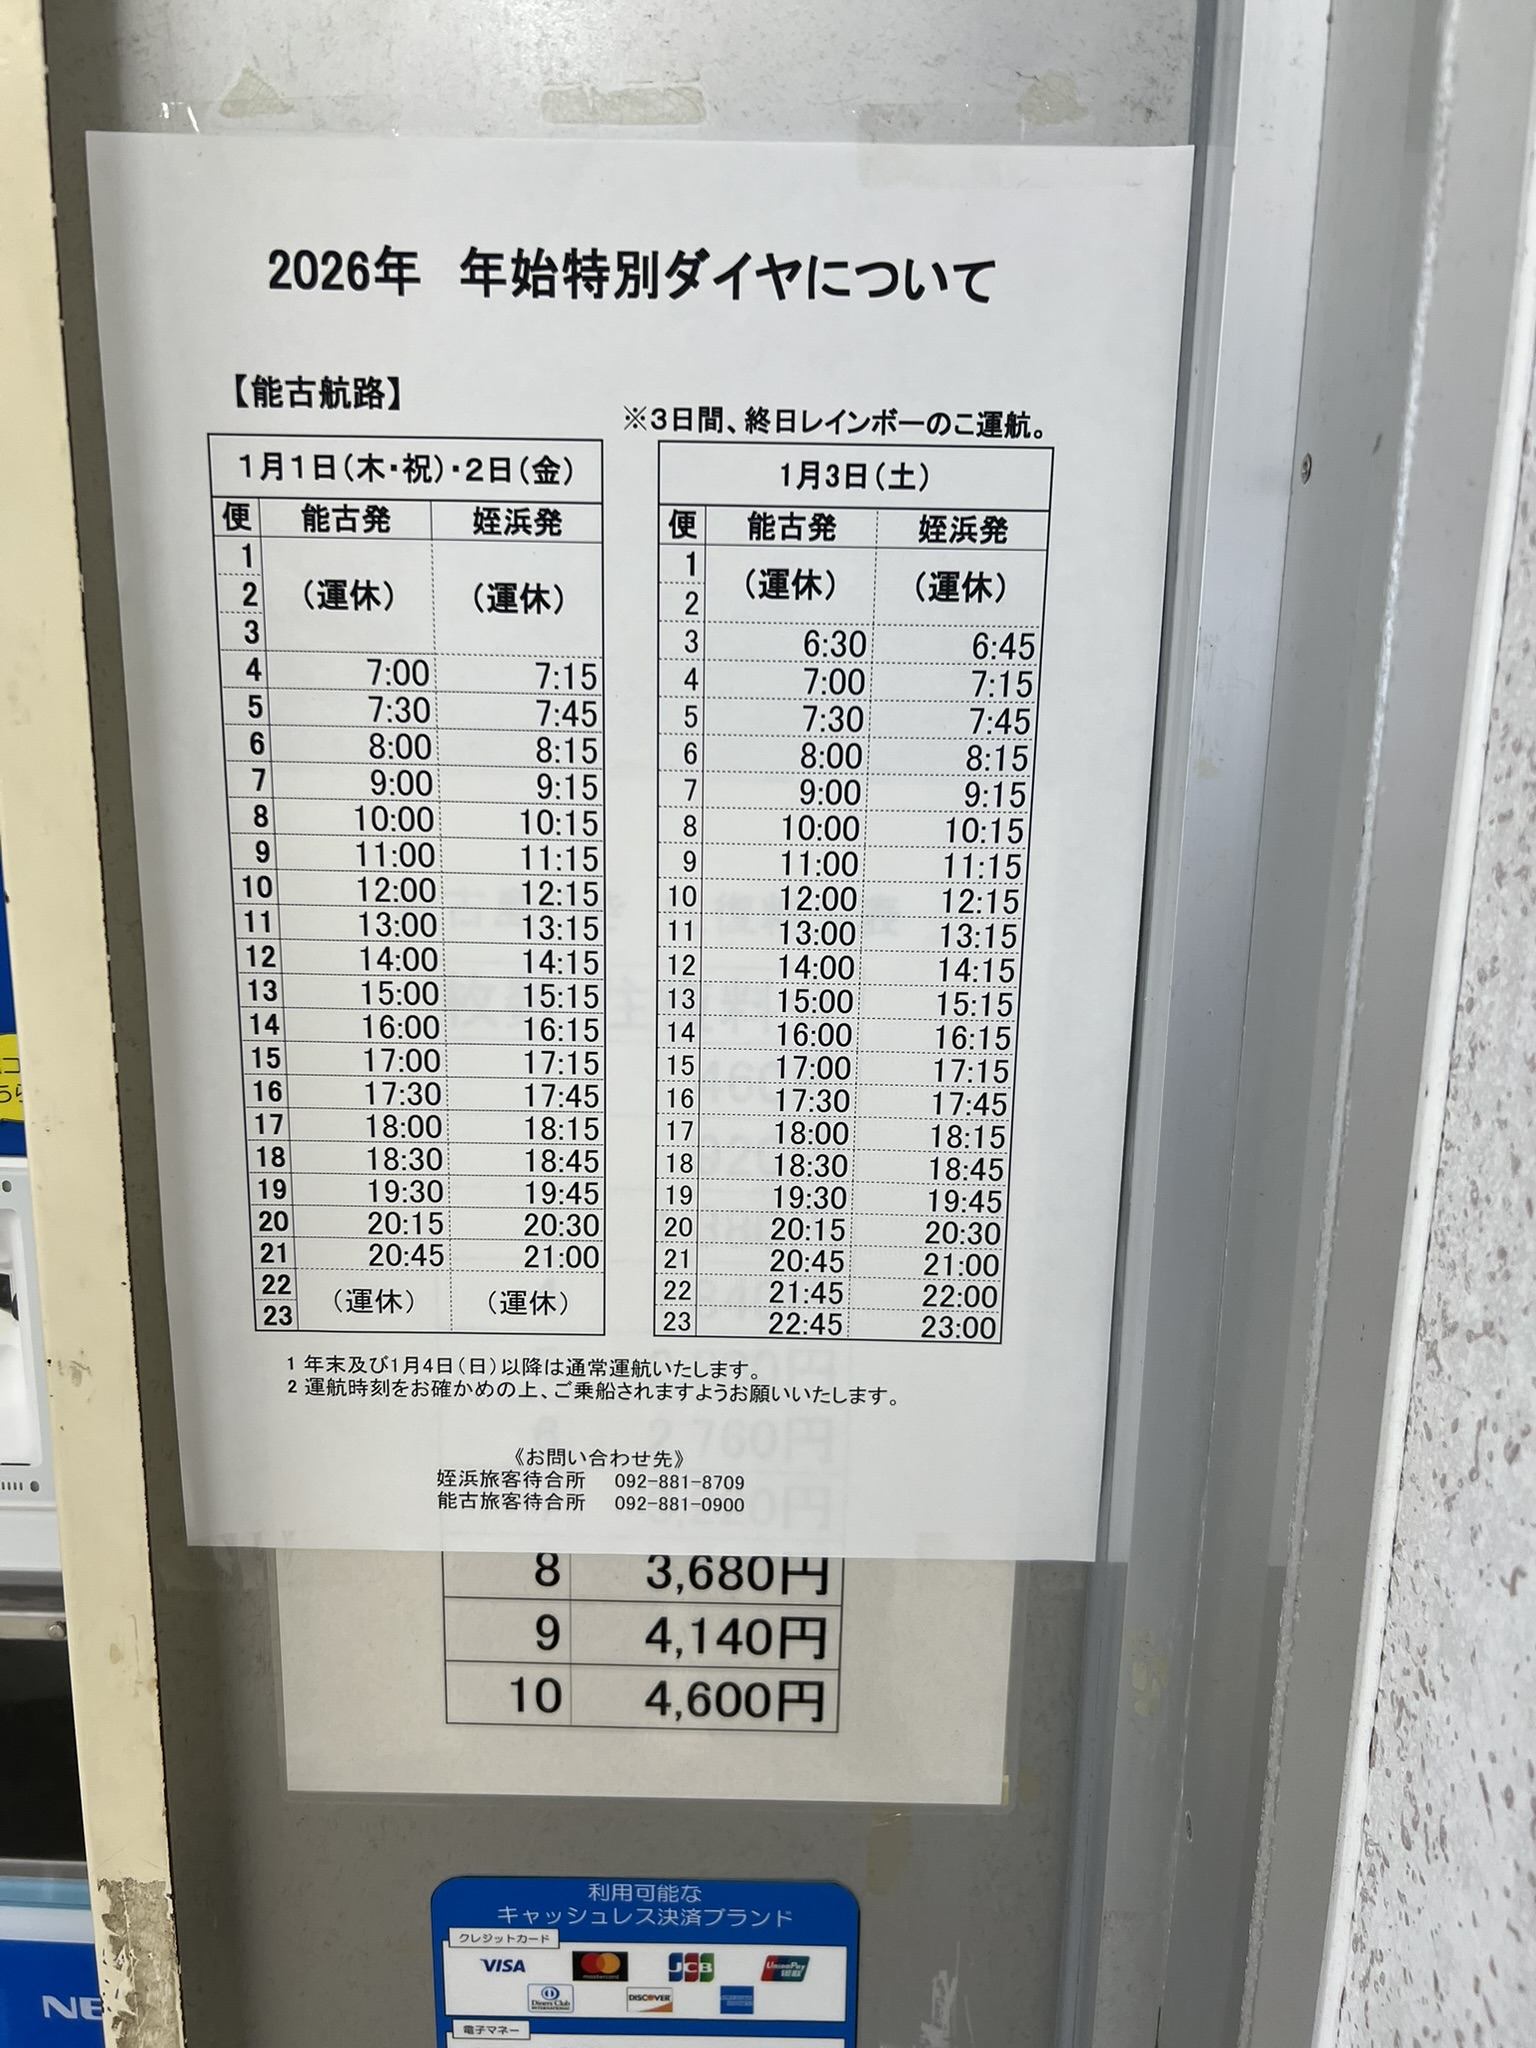 2026年　年始特別ダイヤについて
【能古航路】
※３日間、終日レインボーのこ運航。
1月1日(木・祝)・2日(金)
便 能古発 姪浜発
1
2 (運休) (運休)
3
4 7:00 7:15
5 7:30 7:45
6 8:00 8:15
7 9:00 9:15
8 10:00 10:15
9 11:00 11:15
10 12:00 12:15
11 13:00 13:15
12 14:00 14:15
13 15:00 15:15
14 16:00 16:15
15 17:00 17:15
16 17:30 17:45
17 18:00 18:15
18 18:30 18:45
19 19:30 19:45
20 20:15 20:30
21 20:45 21:00
22 (運休) (運休)
23
1月3日(土)
便 能古発 姪浜発
1 (運休) (運休)
2
3 6:30 6:45
4 7:00 7:15
5 7:30 7:45
6 8:00 8:15
7 9:00 9:15
8 10:00 10:15
9 11:00 11:15
10 12:00 12:15
11 13:00 13:15
12 14:00 14:15
13 15:00 15:15
14 16:00 16:15
15 17:00 17:15
16 17:30 17:45
17 18:00 18:15
18 18:30 18:45
19 19:30 19:45
20 20:15 20:30
21 20:45 21:00
22 21:45 22:00
23 22:45 23:00
1 年末及び1月4日(日)以降は通常運航いたします。
2 運航時刻をお確かめの上、ご乗船されますようお願いいたします。
《お問い合わせ先》
姪浜旅客待合所　092-881-8709
能古旅客待合所　092-881-0900
6 2,760円
8 3,680円
9 4,140円
10 4,600円
利用可能な
キャッシュレス決済ブランド
クレジットカード
VISA mastercard JCB UnionPay
Diners Club INTERNATIONAL DISCOVER
電子マネー
NE